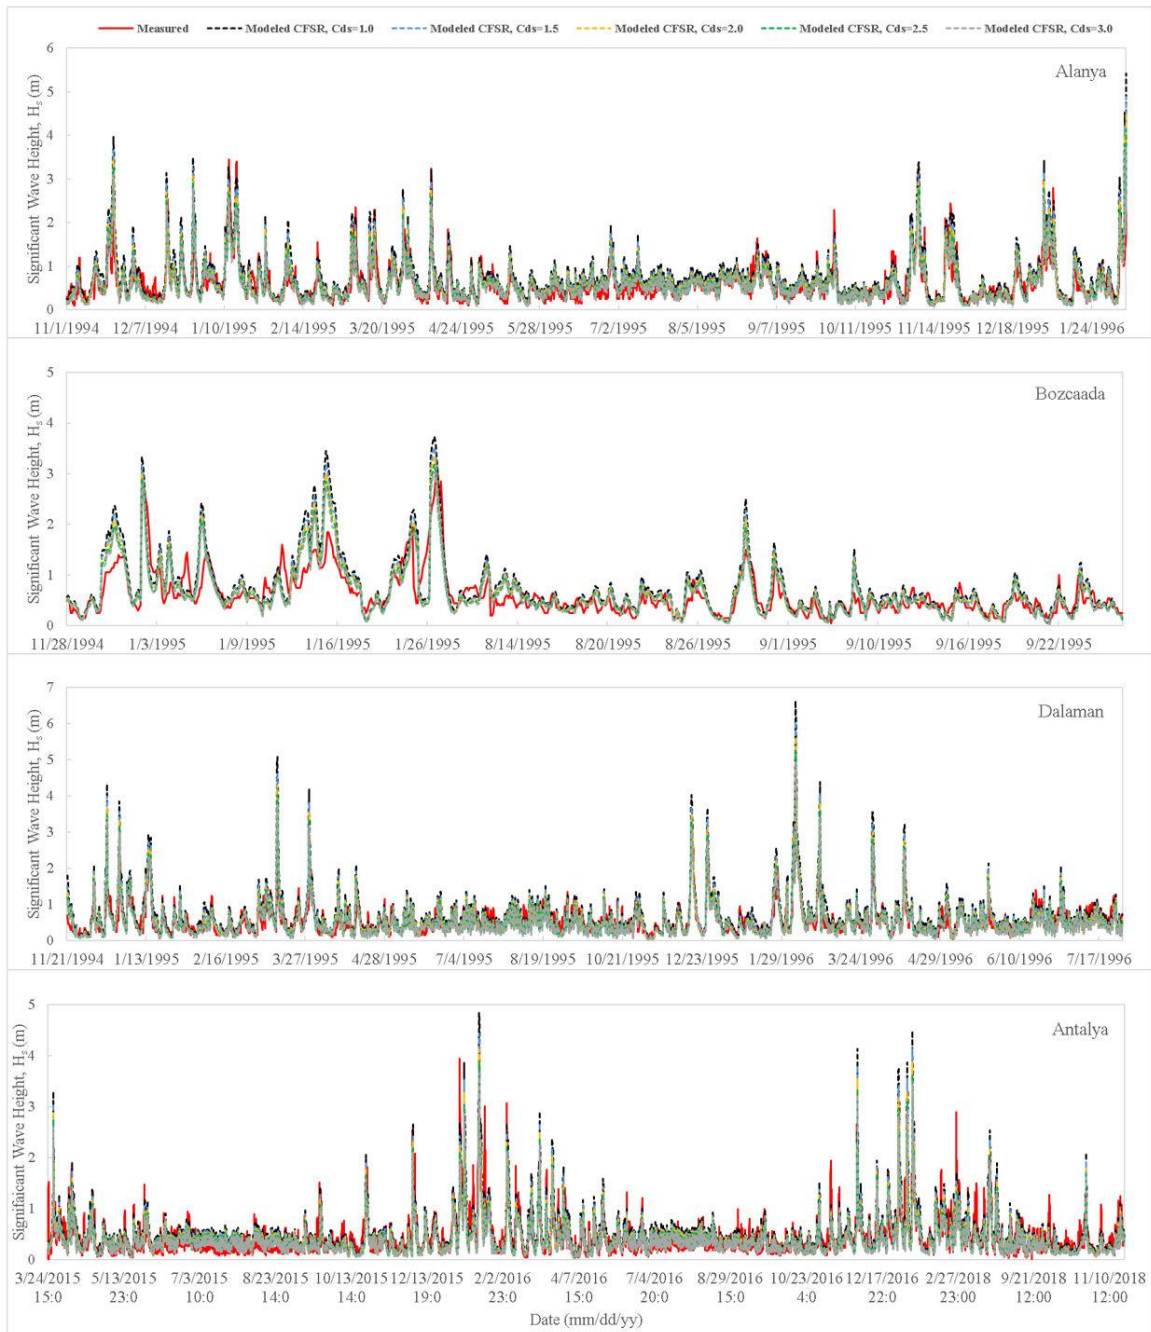 Measured Modeled CFSR, Cds=1.0 Modeled CFSR, Cds=1.5 Modeled CFSR, Cds=2.0 Modeled CFSR, Cds=2.5 Modeled CFSR, Cds=3.0
Alanya
Significant Wave Height, Hs (m)
6
5
4
3
2
1
0
11/1/1994 12/7/1994 1/10/1995 2/14/1995 3/20/1995 4/24/1995 5/28/1995 7/2/1995 8/5/1995 9/7/1995 10/11/1995 11/14/1995 12/18/1995 1/24/1996
Bozcaada
Significant Wave Height, Hs (m)
5
4
3
2
1
0
11/28/1994 1/3/1995 1/9/1995 1/16/1995 1/26/1995 8/14/1995 8/20/1995 8/26/1995 9/1/1995 9/10/1995 9/16/1995 9/22/1995
Dalaman
Significant Wave Height, Hs (m)
7
6
5
4
3
2
1
0
11/21/1994 1/13/1995 2/16/1995 3/27/1995 4/28/1995 7/4/1995 8/19/1995 10/21/1995 12/23/1995 1/29/1996 3/24/1996 4/29/1996 6/10/1996 7/17/1996
Antalya
Signifaicant Wave Height, Hs (m)
5
4
3
2
1
0
3/24/2015 5/13/2015 7/3/2015 8/23/2015 10/13/2015 12/13/2015 2/2/2016 4/7/2016 7/4/2016 8/29/2016 10/23/2016 12/17/2016 2/27/2018 9/21/2018 11/10/2018
15:0 23:0 10:0 14:0 14:0 19:0 23:0 15:0 20:0 15:0 4:0 22:0 23:00 12:00 12:00
Date (mm/dd/yy)